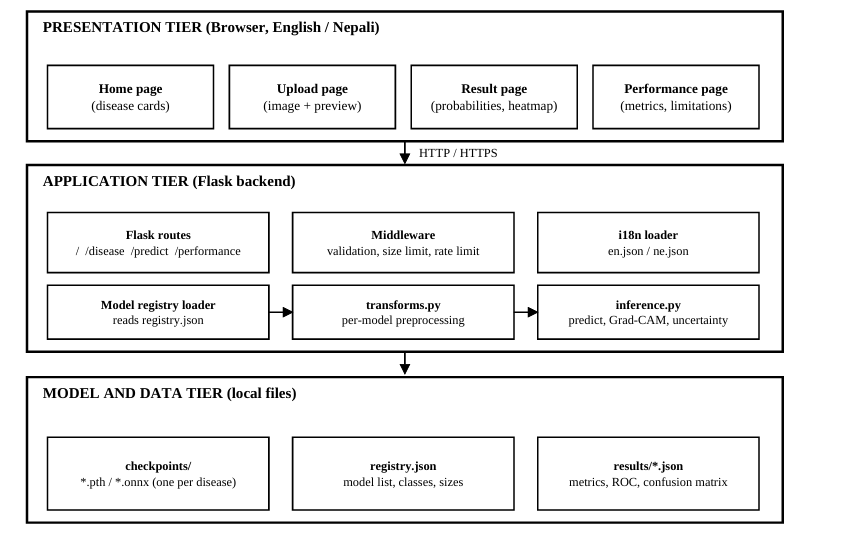 PRESENTATION TIER (Browser, English / Nepali)
Home page
(disease cards)
Upload page
(image + preview)
Result page
(probabilities, heatmap)
Performance page
(metrics, limitations)
HTTP / HTTPS
APPLICATION TIER (Flask backend)
Flask routes
/ /disease /predict /performance
Middleware
validation, size limit, rate limit
i18n loader
en.json / ne.json
Model registry loader
reads registry.json
transforms.py
per-model preprocessing
inference.py
predict, Grad-CAM, uncertainty
MODEL AND DATA TIER (local files)
checkpoints/
*.pth / *.onnx (one per disease)
registry.json
model list, classes, sizes
results/*.json
metrics, ROC, confusion matrix